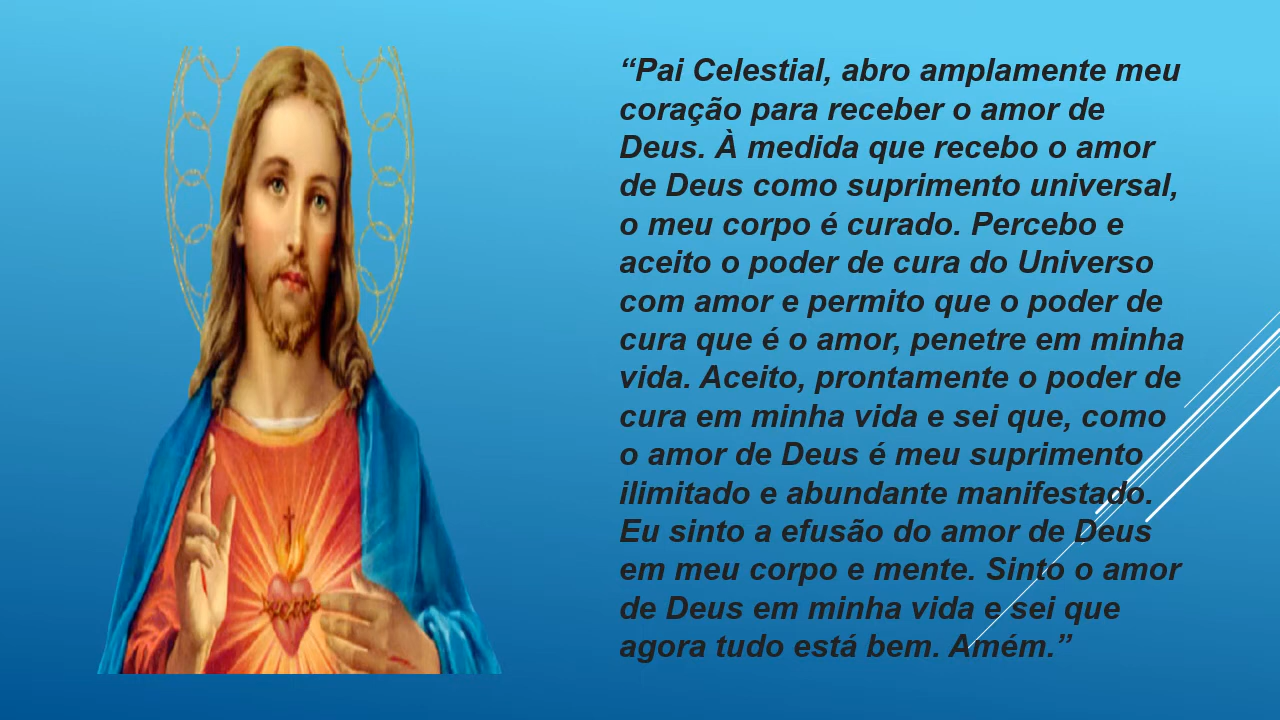 “Pai Celestial, abro amplamente meu
coração para receber o amor de
Deus. À medida que recebo o amor
de Deus como suprimento universal,
o meu corpo é curado. Percebo e
aceito o poder de cura do Universo
com amor e permito que o poder de
cura que é o amor, penetre em minha
vida. Aceito, prontamente o poder de
cura em minha vida e sei que, como
o amor de Deus é meu suprimento
ilimitado e abundante manifestado.
Eu sinto a efusão do amor de Deus
em meu corpo e mente. Sinto o amor
de Deus em minha vida e sei que
agora tudo está bem. Amém.”